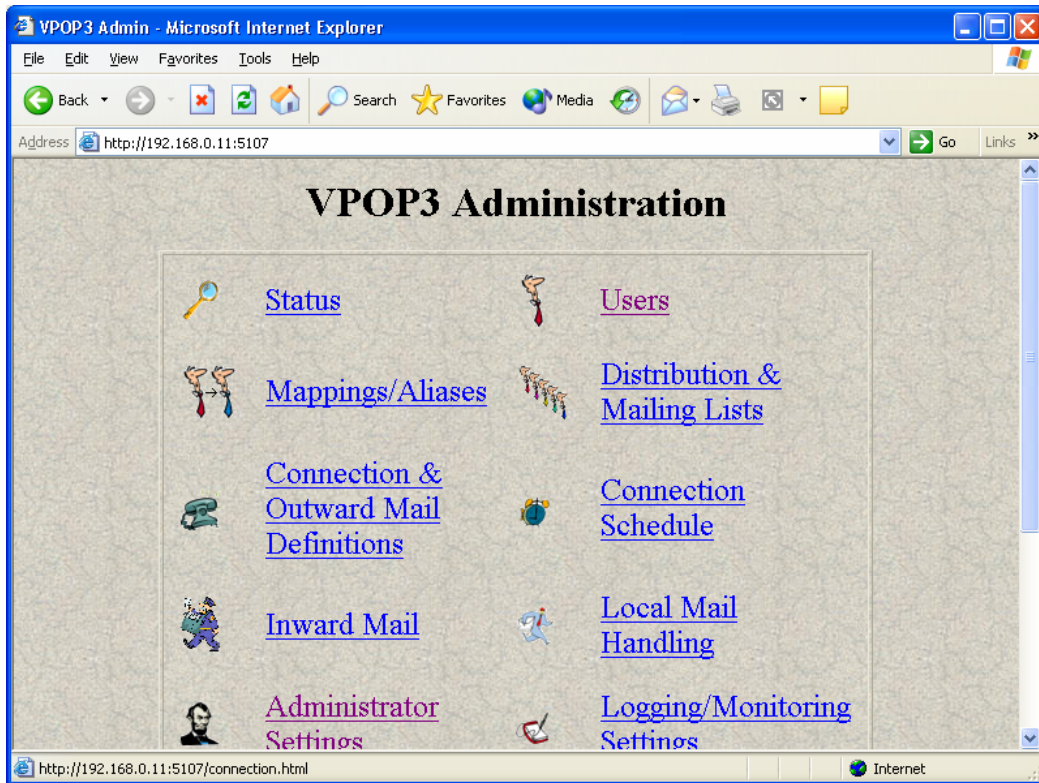 VPOP3 Admin - Microsoft Internet Explorer
File Edit View Favorites Tools Help
Back Search Favorites Media
Address http://192.168.0.11:5107 Go Links »
VPOP3 Administration
Status Users
Mappings/Aliases
Distribution &
Mailing Lists
Connection &
Outward Mail
Definitions
Connection
Schedule
Inward Mail
Local Mail
Handling
Administrator
Settings
Logging/Monitoring
Settings
http://192.168.0.11:5107/connection.html Internet